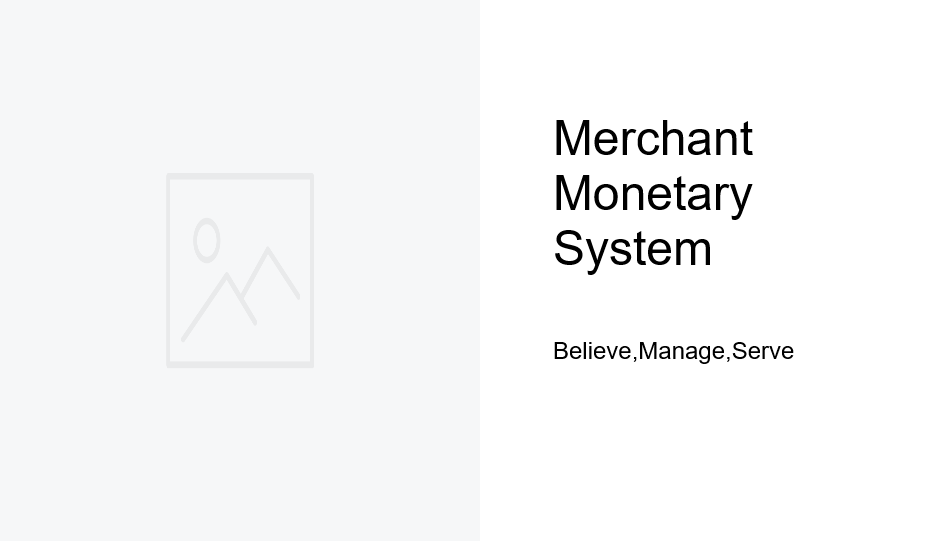 Merchant
Monetary
System
Believe,Manage,Serve